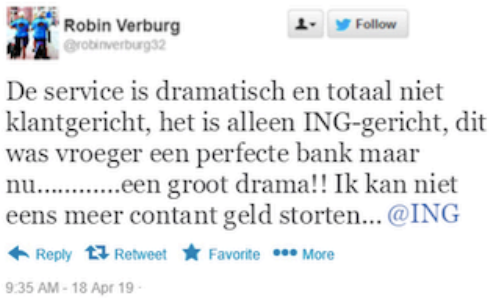 Robin Verburg
@robinverburg32
Follow
De service is dramatisch en totaal niet
klantgericht, het is alleen ING-gericht, dit
was vroeger een perfecte bank maar
nu............een groot drama!! Ik kan niet
eens meer contant geld storten... @ING
Reply Retweet Favorite More
9:35 AM - 18 Apr 19 ·